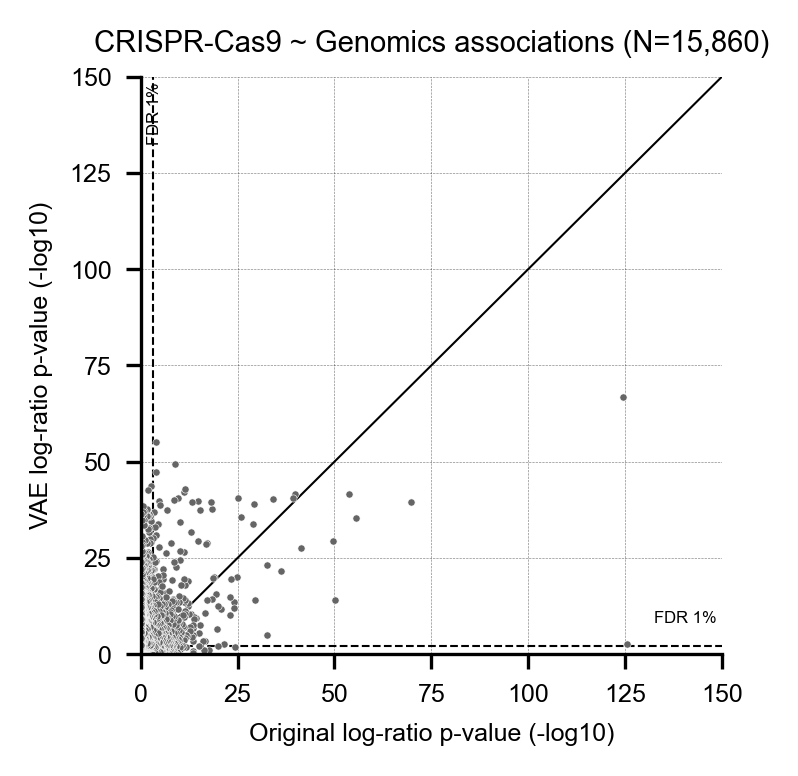 CRISPR-Cas9 ~ Genomics associations (N=15,860)
150
125
100
75
50
25
0
VAE log-ratio p-value (-log10)
FDR 1%
FDR 1%
0 25 50 75 100 125 150
Original log-ratio p-value (-log10)